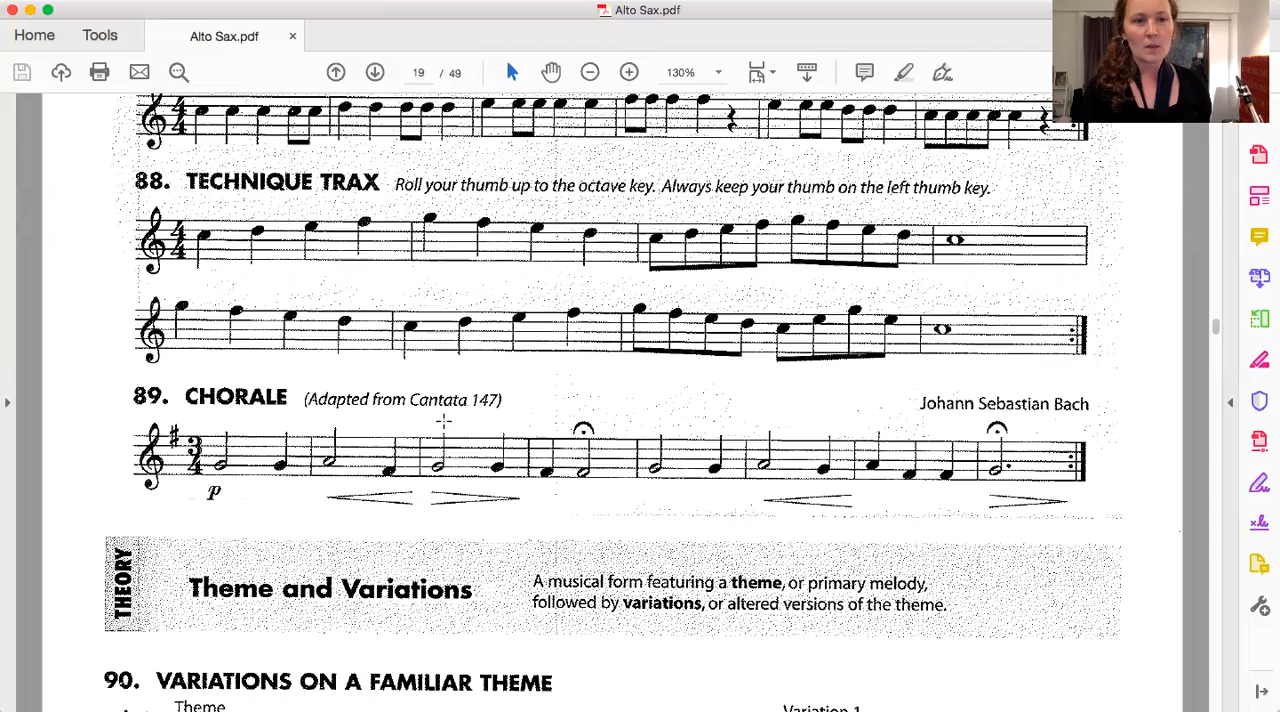 Alto Sax.pdf
Home Tools Alto Sax.pdf ×
19 / 49 130%
88. TECHNIQUE TRAX Roll your thumb up to the octave key. Always keep your thumb on the left thumb key.
89. CHORALE (Adapted from Cantata 147) Johann Sebastian Bach
p
THEORY
Theme and Variations
A musical form featuring a theme, or primary melody,
followed by variations, or altered versions of the theme.
90. VARIATIONS ON A FAMILIAR THEME
Theme Variation 1